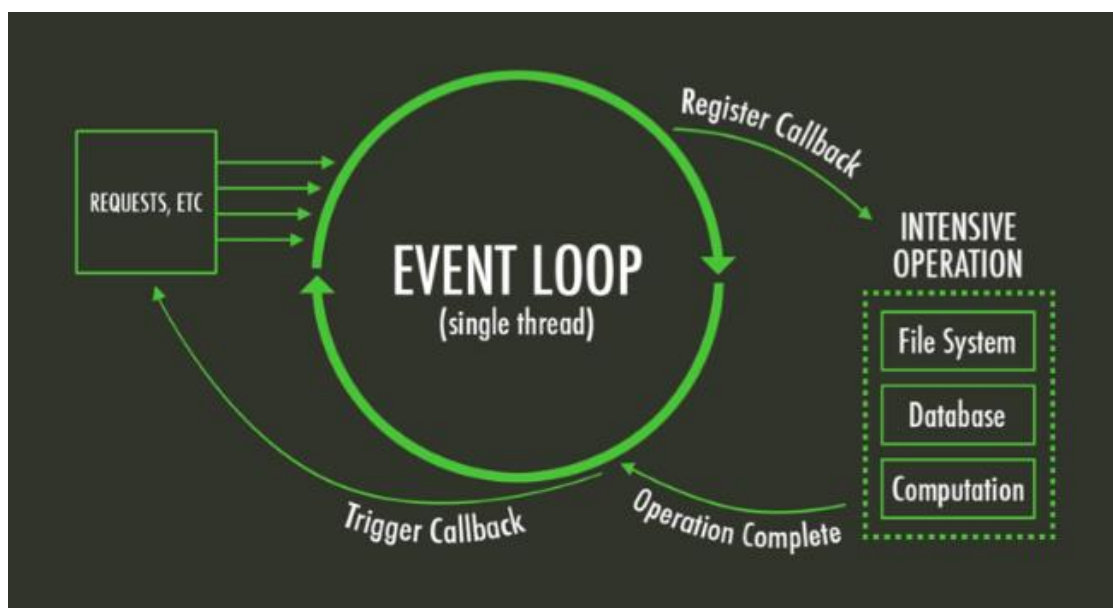 REQUESTS, ETC
EVENT LOOP
(single thread)
Register Callback
INTENSIVE
OPERATION
File System
Database
Computation
Operation Complete
Trigger Callback